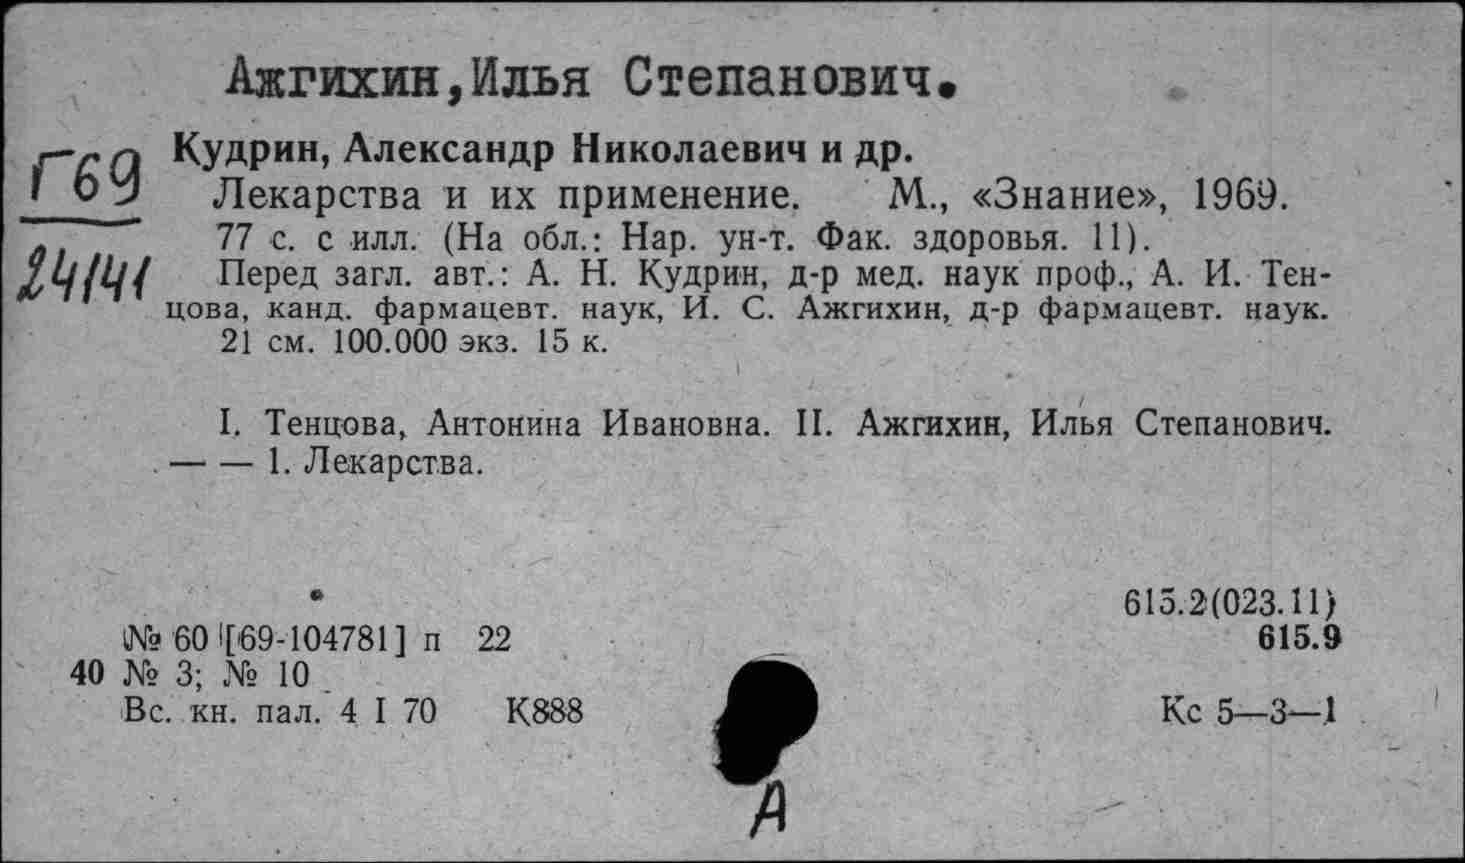 Ажгихин,Илья Степанович.
Кудрин, Александр Николаевич и др.
Г69
Лекарства и их применение. М., «Знание», 1969.
77 с. с илл. (На обл.: Нар. ун-т. Фак. здоровья. 11).
24141
Перед загл. авт.: А. Н. Кудрин, д-р мед. наук проф., А. И. Тен-
цова, канд. фармацевт. наук, И. С. Ажгихин, д-р фармацевт. наук.
21 см. 100.000 экз. 15 к.
I. Тенцова, Антонина Ивановна. II. Ажгихин, Илья Степанович.
— — 1. Лекарства.
615.2(023.11)
№ 60 [69-104781] п 22
615.9
40 № 3; № 10
Вс. кн. пал. 4 I 70 К888
Кс 5—3—1
А